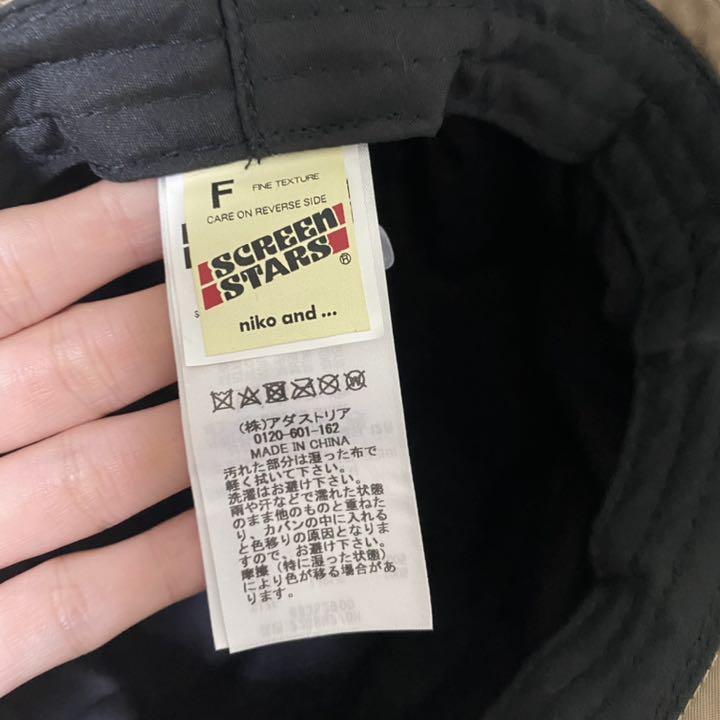 F FINE TEXTURE
CARE ON REVERSE SIDE
SCREEN
STARS®
niko and ...
(株)アダストリア
0120-601-162
MADE IN CHINA
汚れた部分は湿った布で
軽く拭いて下さい。
洗濯はお避け下さい。
雨や汗などで濡れた状態
のまま他のものと重ねた
り、カバンの中に入れる
と色移りの原因となりま
すので、お避け下さい。
摩擦（特に湿った状態）
により色が移る場合があ
ります。